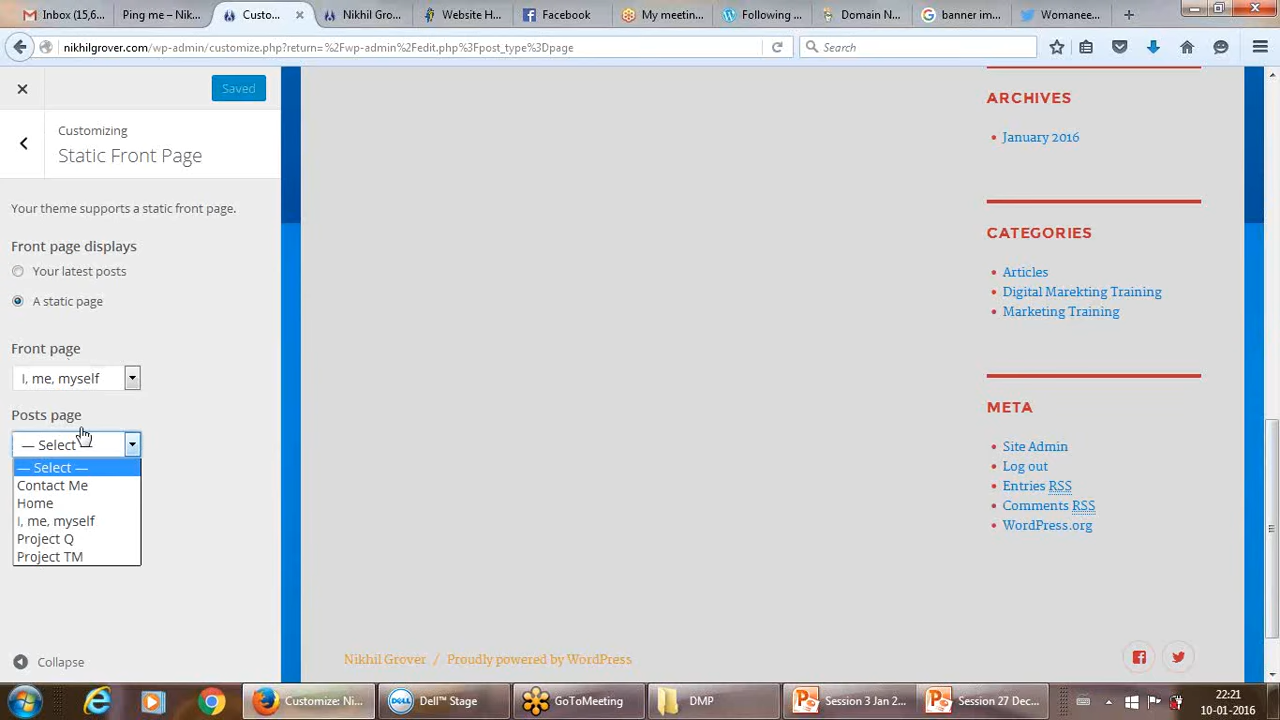 Inbox (15,6...
Ping me – Nik...
Custo...
Nikhil Gro...
Website H...
Facebook
My meetin...
Following ...
Domain N...
banner im...
Womanee...
nikhilgrover.com/wp-admin/customize.php?return=%2Fwp-admin%2Fedit.php%3Fpost_type%3Dpage
Search
Saved
Customizing
Static Front Page
Your theme supports a static front page.
Front page displays
Your latest posts
A static page
Front page
I, me, myself
Posts page
— Select —
— Select —
Contact Me
Home
I, me, myself
Project Q
Project TM
Collapse
ARCHIVES
January 2016
CATEGORIES
Articles
Digital Marekting Training
Marketing Training
META
Site Admin
Log out
Entries RSS
Comments RSS
WordPress.org
Nikhil Grover / Proudly powered by WordPress
Customize: Ni...
DELL
Dell™ Stage
GoToMeeting
DMP
Session 3 Jan 2...
Session 27 Dec...
22:21
10-01-2016